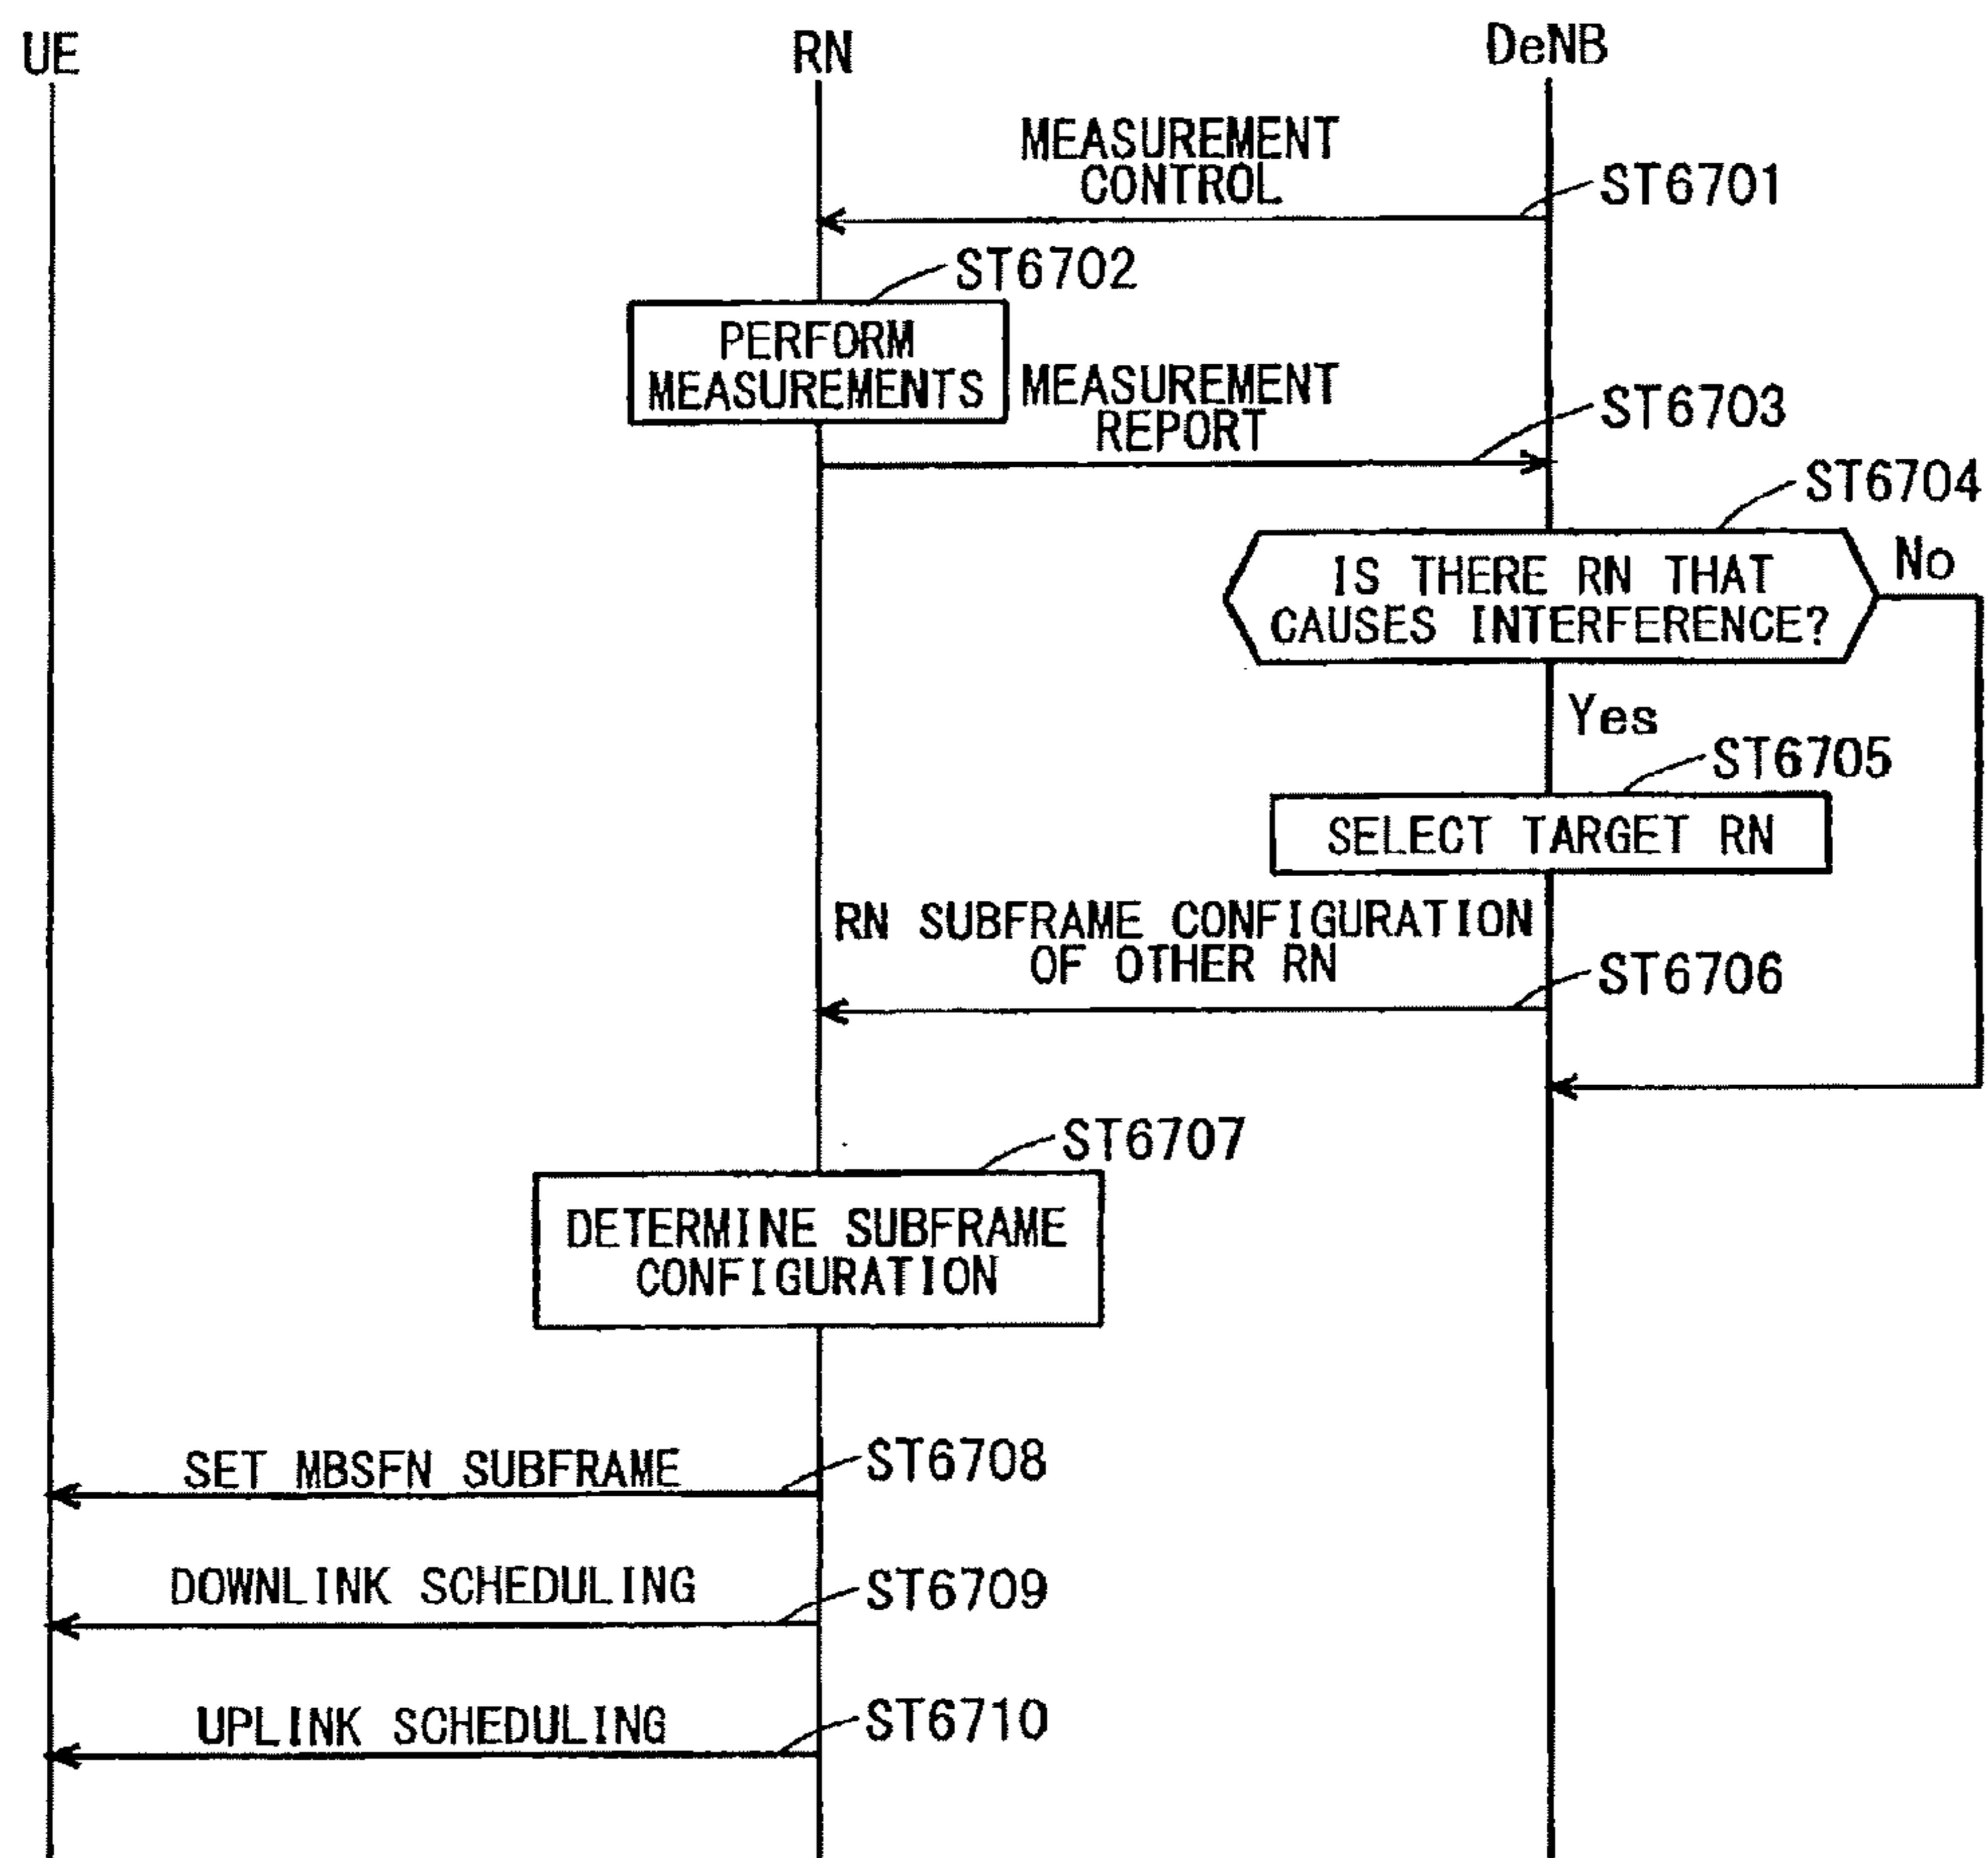 UE
RN
DeNB
MEASUREMENT
CONTROL
ST6701
ST6702
PERFORM
MEASUREMENTS
MEASUREMENT
REPORT
ST6703
ST6704
IS THERE RN THAT
CAUSES INTERFERENCE?
No
Yes
ST6705
SELECT TARGET RN
RN SUBFRAME CONFIGURATION
OF OTHER RN
ST6706
ST6707
DETERMINE SUBFRAME
CONFIGURATION
SET MBSFN SUBFRAME
ST6708
DOWNLINK SCHEDULING
ST6709
UPLINK SCHEDULING
ST6710